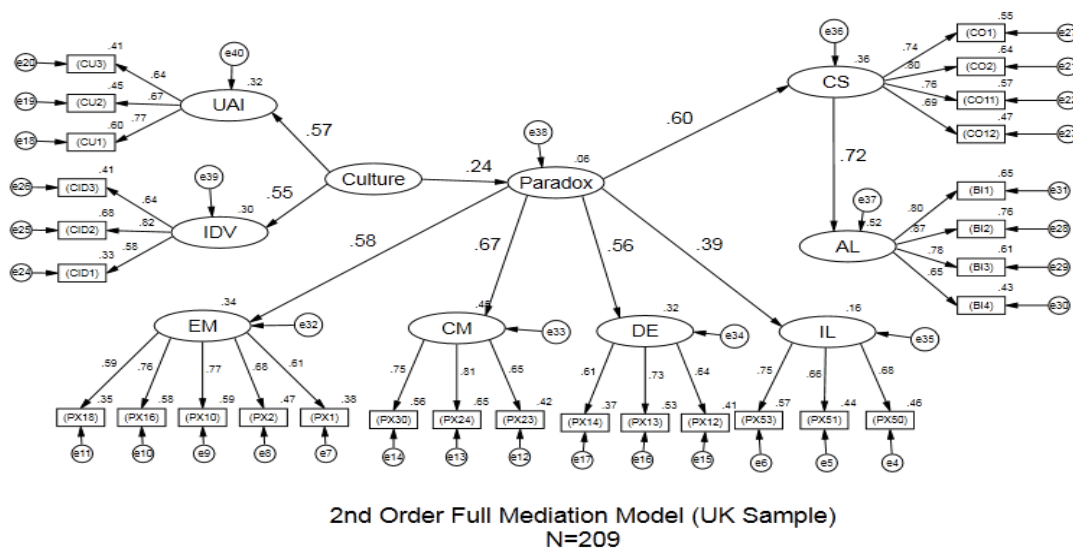 .55
.41
e40
e36
(CO1)
e27
e20
(CU3)
.74
.64
.64
.32
.36
.80
(CO2)
e21
.45
CS
.57
e19
(CU2)
.67
UAI
.76
(CO11)
e22
.60
.77
.69
.47
e18
(CU1)
.57
.60
(CO12)
e23
e38
.41
e39
.06
.72
e26
(CID3)
Culture
.24
Paradox
.65
.64
.55
e37
.80
(BI1)
e31
.68
.30
.76
e25
(CID2)
.82
IDV
.52
.87
(BI2)
e28
.33
.58
.58
.67
.56
.39
AL
.78
.61
e24
(CID1)
(BI3)
e29
.65
.43
(BI4)
e30
.34
.32
.16
EM
e32
CM
e33
DE
e34
IL
e35
.59
.76
.77
.68
.61
.75
.81
.65
.61
.73
.64
.75
.66
.68
.35
.58
.59
.47
.38
.56
.65
.42
.37
.53
.41
.57
.44
.46
(PX18)
(PX16)
(PX10)
(PX2)
(PX1)
(PX30)
(PX24)
(PX23)
(PX14)
(PX13)
(PX12)
(PX53)
(PX51)
(PX50)
e11
e10
e9
e8
e7
e14
e13
e12
e17
e16
e15
e6
e5
e4
2nd Order Full Mediation Model (UK Sample)
N=209